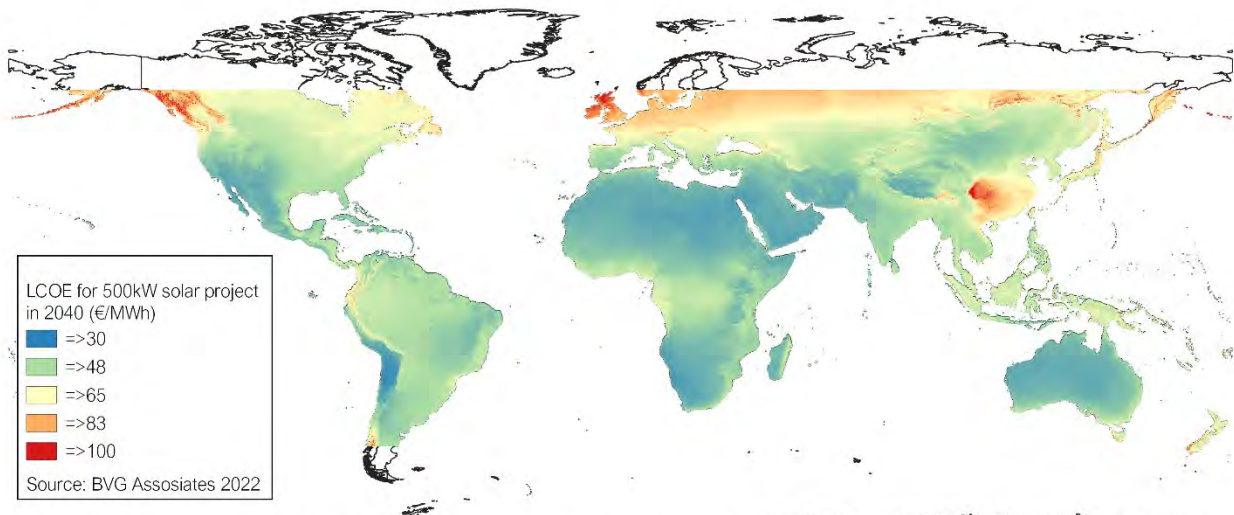 LCOE for 500kW solar project
in 2040 (€/MWh)
=>30
=>48
=>65
=>83
=>100
Source: BVG Assosiates 2022